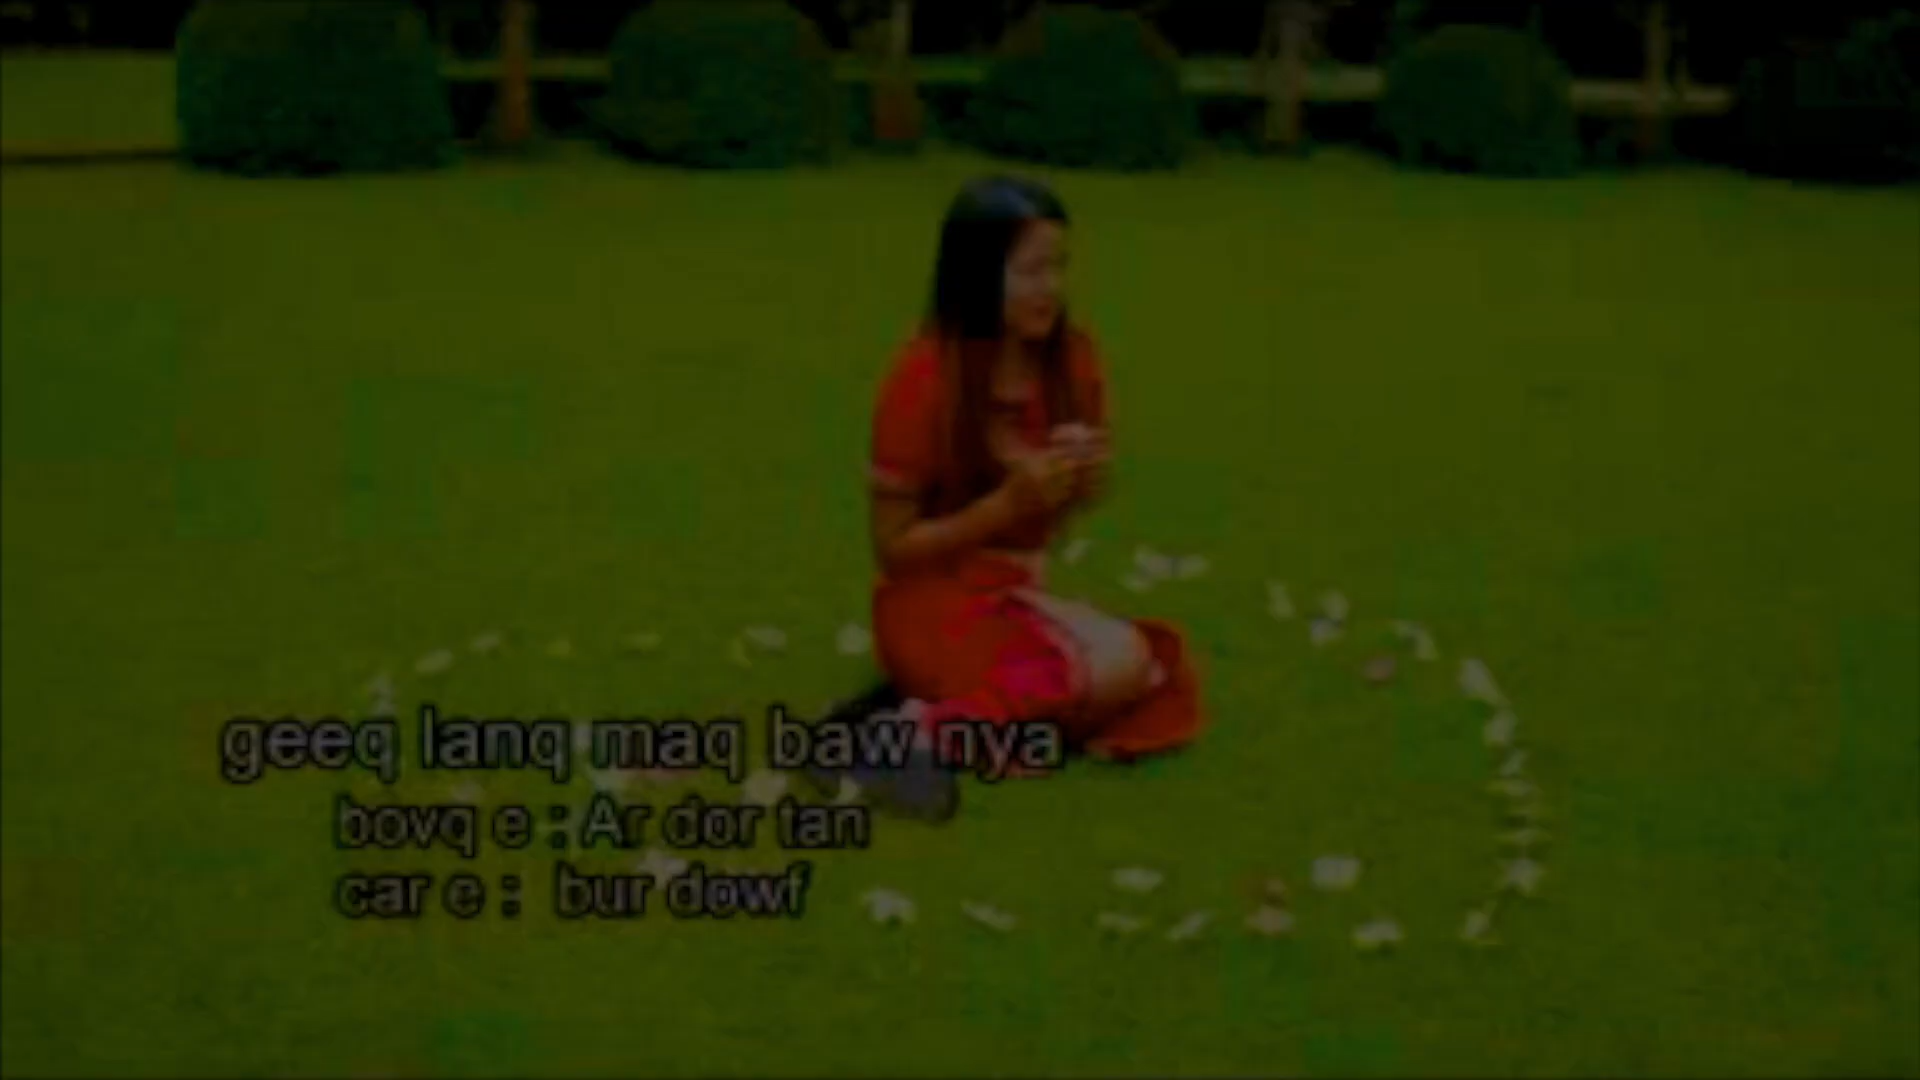 geeq lanq maq baw nya
bovq e : Ar dor tan
car e : bur dowf